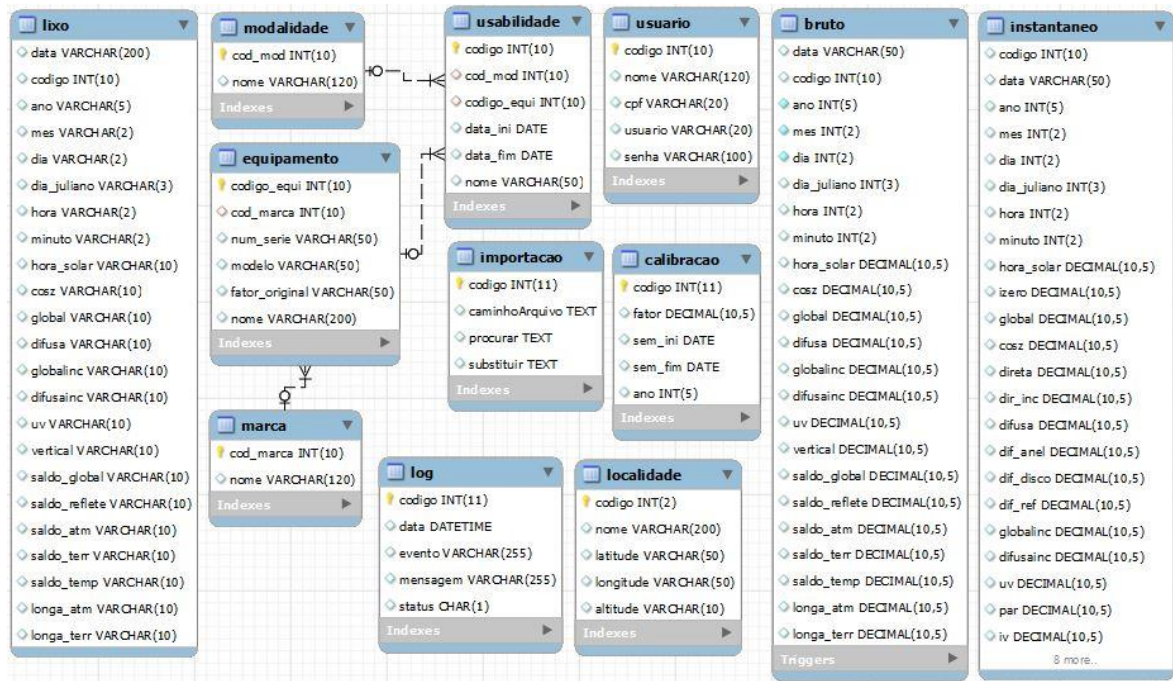 lixo
data VARCHAR(200)
codigo INT(10)
ano VARCHAR(5)
mes VARCHAR(2)
dia VARCHAR(2)
dia_juliano VARCHAR(3)
hora VARCHAR(2)
minuto VARCHAR(2)
hora_solar VARCHAR(10)
cosz VARCHAR(10)
global VARCHAR(10)
difusa VARCHAR(10)
globalinc VARCHAR(10)
difusainc VARCHAR(10)
uv VARCHAR(10)
vertical VARCHAR(10)
saldo_global VARCHAR(10)
saldo_reflete VARCHAR(10)
saldo_atm VARCHAR(10)
saldo_terr VARCHAR(10)
saldo_temp VARCHAR(10)
longa_atm VARCHAR(10)
longa_terr VARCHAR(10)
modalidade
cod_mod INT(10)
nome VARCHAR(120)
Indexes
equipamento
codigo_equi INT(10)
cod_marca INT(10)
num_serie VARCHAR(50)
modelo VARCHAR(50)
fator_original VARCHAR(50)
nome VARCHAR(200)
Indexes
marca
cod_marca INT(10)
nome VARCHAR(120)
Indexes
usabilidade
codigo INT(10)
cod_mod INT(10)
codigo_equi INT(10)
data_ini DATE
data_fim DATE
nome VARCHAR(50)
Indexes
usuario
codigo INT(10)
nome VARCHAR(120)
cpf VARCHAR(20)
usuario VARCHAR(20)
senha VARCHAR(100)
Indexes
importacao
codigo INT(11)
caminhoArquivo TEXT
procurar TEXT
substituir TEXT
Indexes
calibracao
codigo INT(11)
fator DECIMAL(10,5)
sem_ini DATE
sem_fim DATE
ano INT(5)
Indexes
log
codigo INT(11)
data DATETIME
evento VARCHAR(255)
mensagem VARCHAR(255)
status CHAR(1)
Indexes
localidade
codigo INT(2)
nome VARCHAR(200)
latitude VARCHAR(50)
longitude VARCHAR(50)
altitude VARCHAR(10)
Indexes
bruto
data VARCHAR(50)
codigo INT(10)
ano INT(5)
mes INT(2)
dia INT(2)
dia_juliano INT(3)
hora INT(2)
minuto INT(2)
hora_solar DECIMAL(10,5)
cosz DECIMAL(10,5)
global DECIMAL(10,5)
difusa DECIMAL(10,5)
globalinc DECIMAL(10,5)
difusainc DECIMAL(10,5)
uv DECIMAL(10,5)
vertical DECIMAL(10,5)
saldo_global DECIMAL(10,5)
saldo_reflete DECIMAL(10,5)
saldo_atm DECIMAL(10,5)
saldo_terr DECIMAL(10,5)
saldo_temp DECIMAL(10,5)
longa_atm DECIMAL(10,5)
longa_terr DECIMAL(10,5)
Triggers
instantaneo
codigo INT(10)
data VARCHAR(50)
ano INT(5)
mes INT(2)
dia INT(2)
dia_juliano INT(3)
hora INT(2)
minuto INT(2)
hora_solar DECIMAL(10,5)
izero DECIMAL(10,5)
global DECIMAL(10,5)
cosz DECIMAL(10,5)
direta DECIMAL(10,5)
dir_inc DECIMAL(10,5)
difusa DECIMAL(10,5)
dif_anel DECIMAL(10,5)
dif_disco DECIMAL(10,5)
dif_ref DECIMAL(10,5)
globalinc DECIMAL(10,5)
difusainc DECIMAL(10,5)
uv DECIMAL(10,5)
par DECIMAL(10,5)
iv DECIMAL(10,5)
8 more..